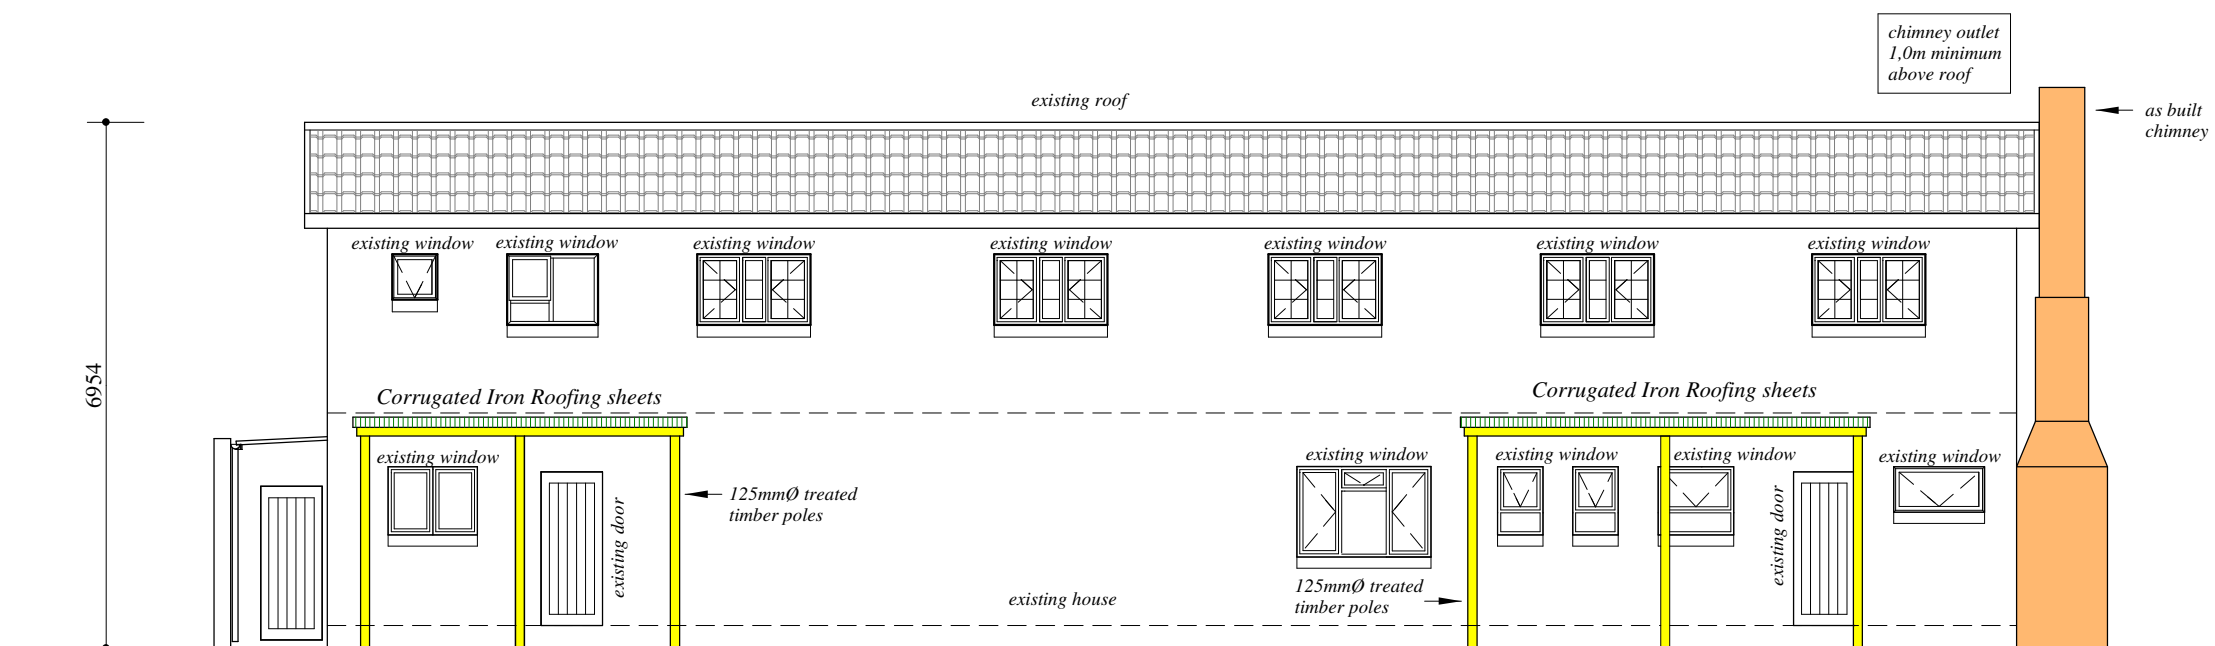 chimney outlet
1,0m minimum
above roof
existing roof
as built
chimney
existing window
existing window
existing window
existing window
existing window
existing window
existing window
6954
Corrugated Iron Roofing sheets
Corrugated Iron Roofing sheets
existing window
existing window
existing window
existing window
existing window
125mmØ treated
timber poles
existing door
existing door
125mmØ treated
timber poles
existing house